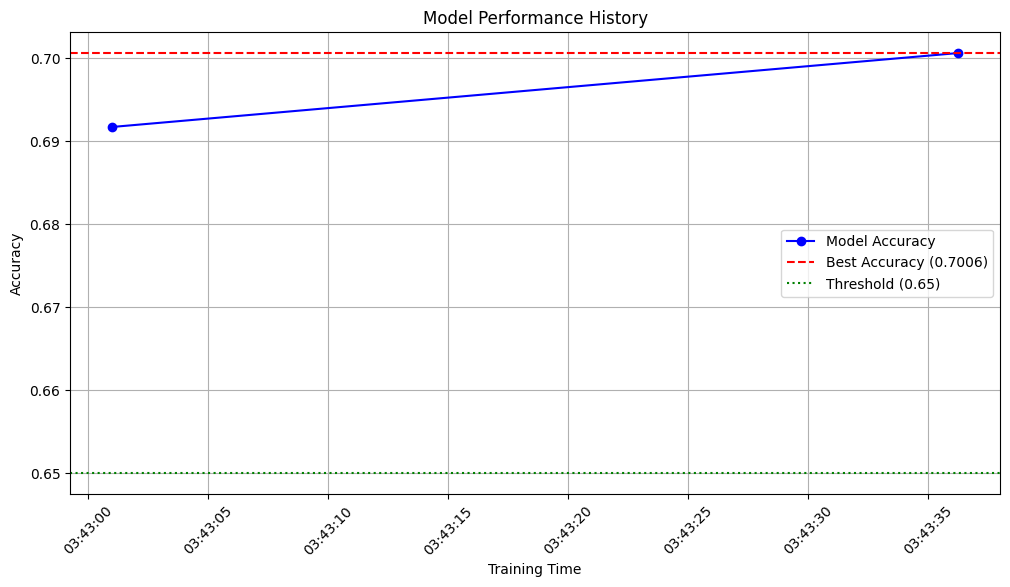 Model Performance History
Accuracy
0.70
0.69
0.68
0.67
0.66
0.65
Model Accuracy
Best Accuracy (0.7006)
Threshold (0.65)
03:43:00
03:43:05
03:43:10
03:43:15
03:43:20
03:43:25
03:43:30
03:43:35
Training Time